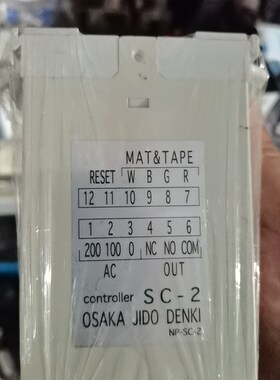 MAT&TAPE
RESET W B G R
12 11 10 9 8 7
1 2 3 4 5 6
200 100 0 NC NO COM
AC OUT
controller SC-2
OSAKA JIDO DENKI
NP-SC-2